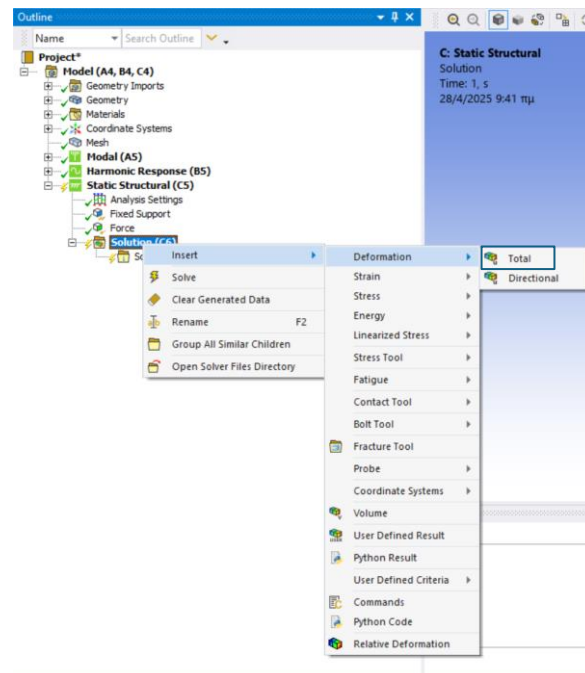 Outline
Name
Search Outline
Project*
Model (A4, B4, C4)
Geometry Imports
Geometry
Materials
Coordinate Systems
Mesh
Modal (A5)
Harmonic Response (B5)
Static Structural (C5)
Analysis Settings
Fixed Support
Force
Solution (C6)
C: Static Structural
Solution
Time: 1, s
28/4/2025 9:41 πμ
Insert
Solve
Clear Generated Data
Rename F2
Group All Similar Children
Open Solver Files Directory
Deformation
Strain
Stress
Energy
Linearized Stress
Stress Tool
Fatigue
Contact Tool
Bolt Tool
Fracture Tool
Probe
Coordinate Systems
Volume
User Defined Result
Python Result
User Defined Criteria
Commands
Python Code
Relative Deformation
Total
Directional